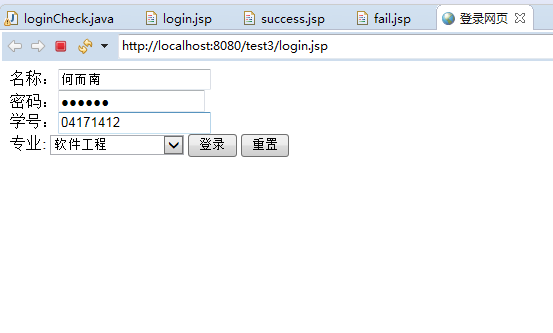 loginCheck.java login.jsp success.jsp fail.jsp 登录网页
http://localhost:8080/test3/login.jsp
名称： 何而南
密码： ●●●●●●
学号： 04171412
专业: 软件工程 登录 重置